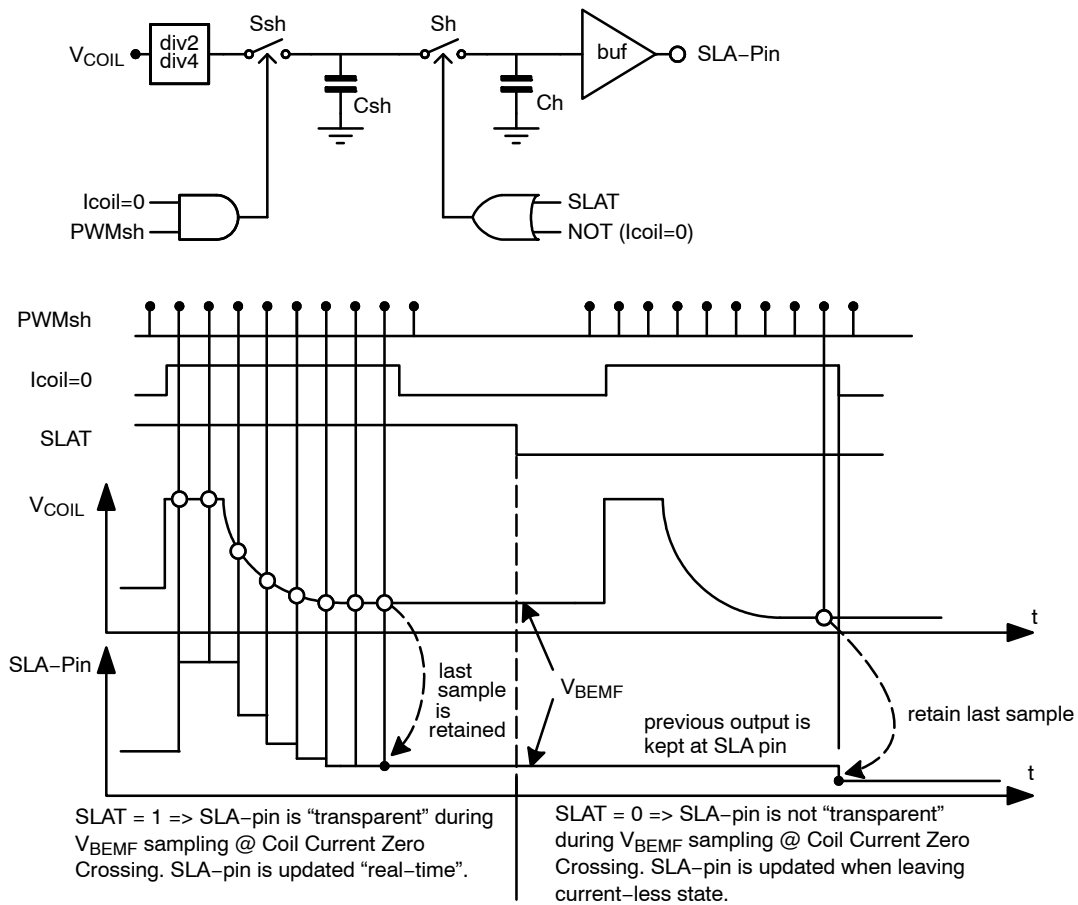 Ssh
Sh
V_COIL
div2
div4
buf
SLA−Pin
Csh
Ch
Icoil=0
PWMsh
SLAT
NOT (Icoil=0)
PWMsh
Icoil=0
SLAT
V_COIL
t
SLA−Pin
last
sample
is
retained
V_BEMF
previous output is
kept at SLA pin
retain last sample
t
SLAT = 1 => SLA−pin is “transparent” during
V_BEMF sampling @ Coil Current Zero
Crossing. SLA−pin is updated “real-time”.
SLAT = 0 => SLA−pin is not “transparent”
during V_BEMF sampling @ Coil Current Zero
Crossing. SLA−pin is updated when leaving
current−less state.